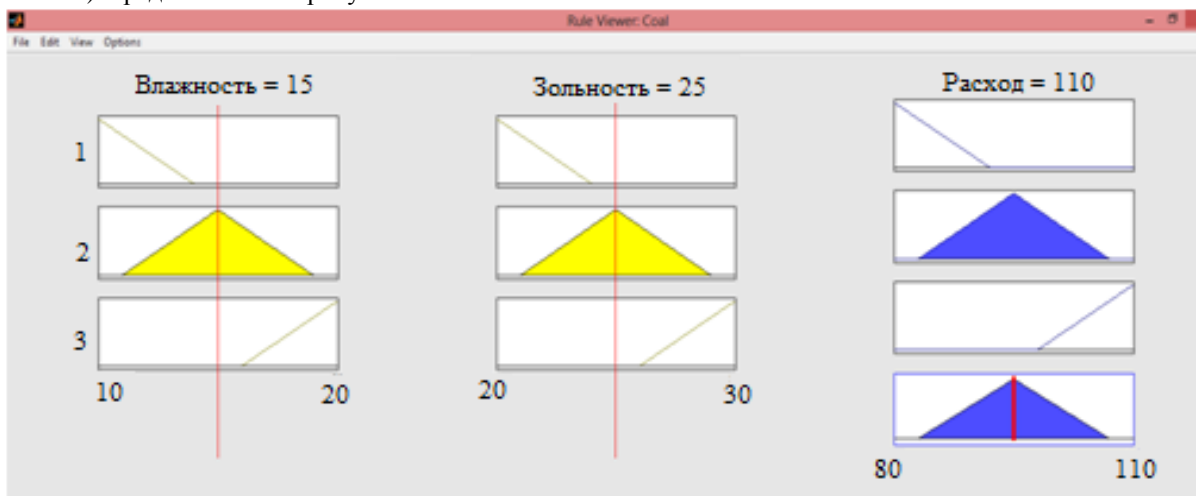 Rule Viewer: Coal
File Edit View Options
Влажность = 15
Зольность = 25
Расход = 110
1
2
3
10
20
20
30
80
110